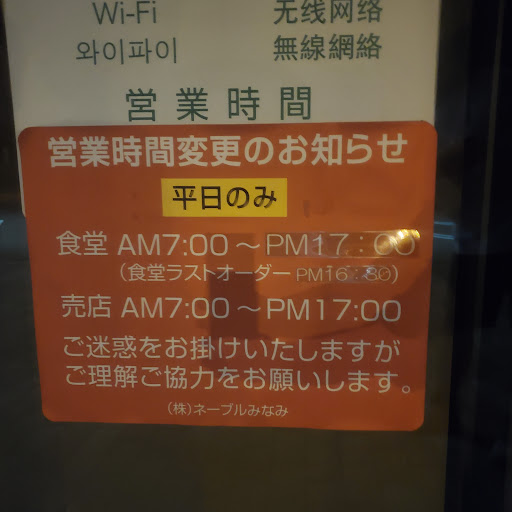 Wi-Fi 无线网络
와이파이 無線網絡
営業時間
営業時間変更のお知らせ
平日のみ
食堂 AM7:00～PM17:00
(食堂ラストオーダー PM16:30)
売店 AM7:00～PM17:00
ご迷惑をお掛けいたしますが
ご理解ご協力をお願いします。
(株)ネーブルみなみ